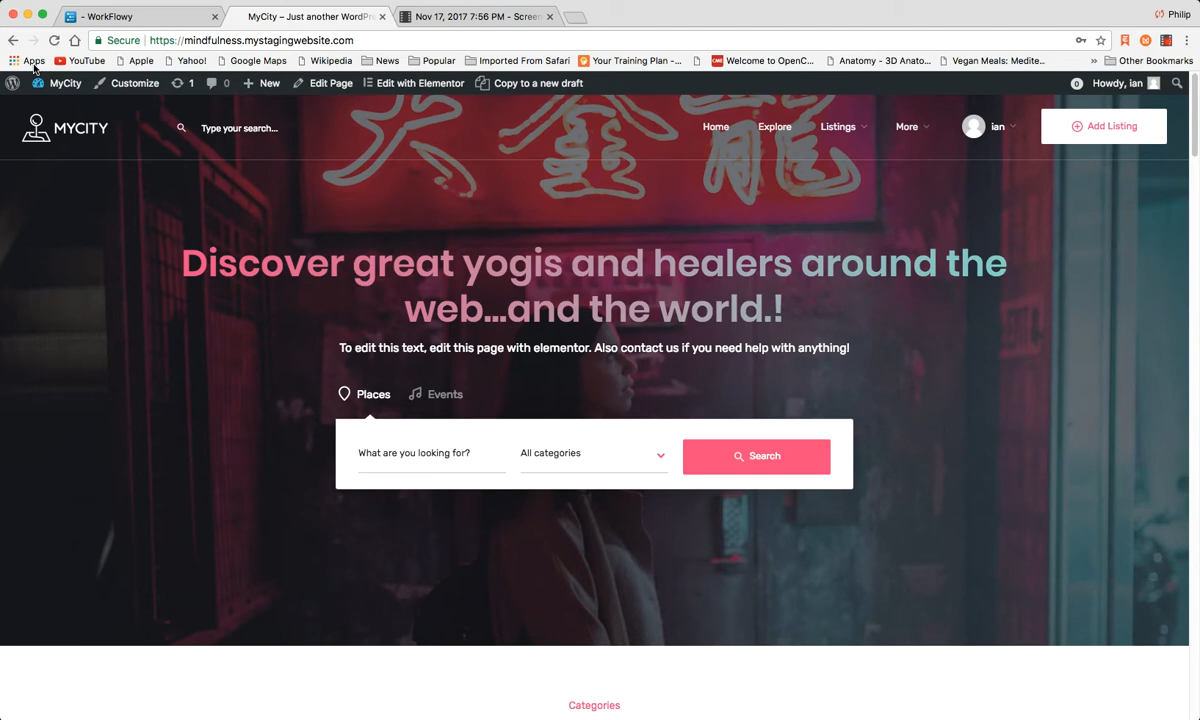 - WorkFlowy
MyCity – Just another WordPre
Nov 17, 2017 7:56 PM - Screen
Philip
Secure
https://mindfulness.mystagingwebsite.com
Apps
YouTube
Apple
Yahoo!
Google Maps
Wikipedia
News
Popular
Imported From Safari
Your Training Plan -...
Welcome to OpenC...
Anatomy - 3D Anato...
Vegan Meals: Medite...
»
Other Bookmarks
MyCity
Customize
1
0
+ New
Edit Page
Edit with Elementor
Copy to a new draft
0
Howdy, ian
MYCITY
Type your search...
Home
Explore
Listings
More
ian
Add Listing
大金龍
Discover great yogis and healers around the
web...and the world.!
To edit this text, edit this page with elementor. Also contact us if you need help with anything!
Places
Events
What are you looking for?
All categories
Search
Categories